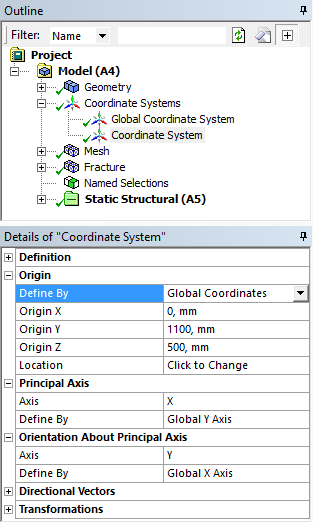 Outline
Filter: Name
Project
Model (A4)
Geometry
Coordinate Systems
Global Coordinate System
Coordinate System
Mesh
Fracture
Named Selections
Static Structural (A5)
Details of "Coordinate System"
Definition
Origin
Define By Global Coordinates
Origin X 0, mm
Origin Y 1100, mm
Origin Z 500, mm
Location Click to Change
Principal Axis
Axis X
Define By Global Y Axis
Orientation About Principal Axis
Axis Y
Define By Global X Axis
Directional Vectors
Transformations